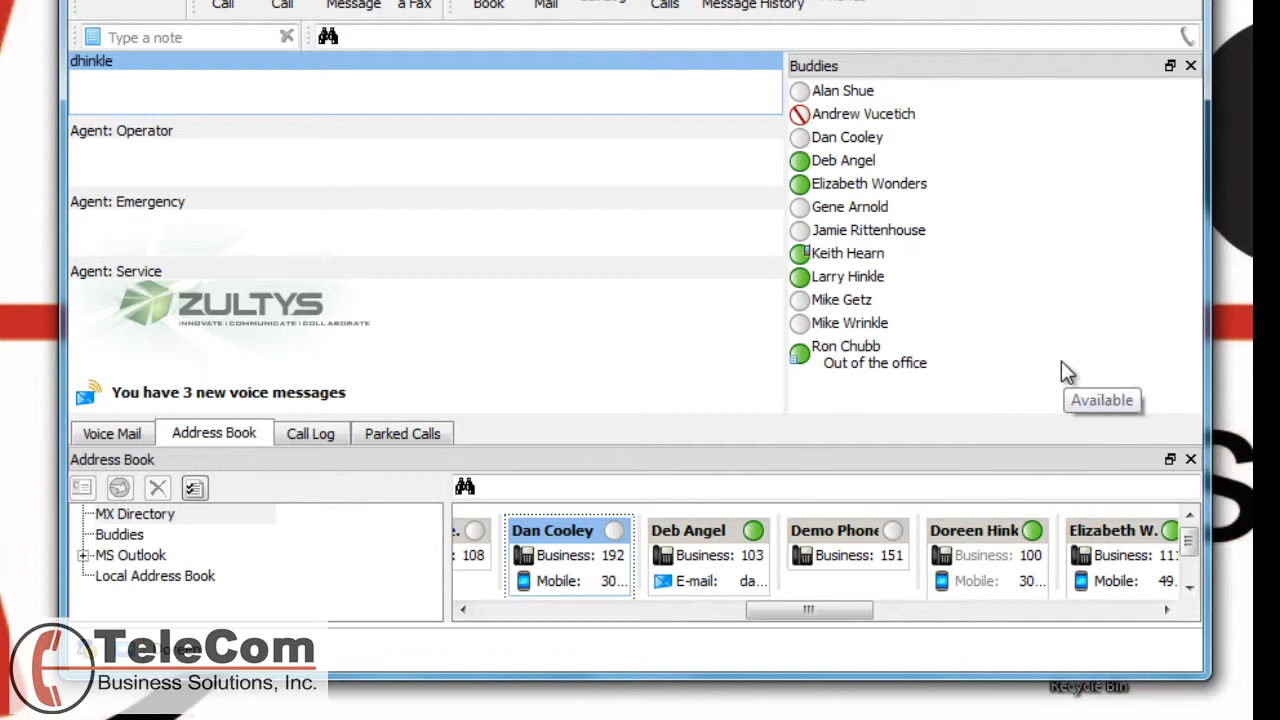 Call Call Message a Fax Book Mail Calls Message History
Type a note
dhinkle
Agent: Operator
Agent: Emergency
Agent: Service
ZULTYS
INNOVATE | COMMUNICATE | COLLABORATE
You have 3 new voice messages
Buddies
Alan Shue
Andrew Vucetich
Dan Cooley
Deb Angel
Elizabeth Wonders
Gene Arnold
Jamie Rittenhouse
Keith Hearn
Larry Hinkle
Mike Getz
Mike Wrinkle
Ron Chubb
Out of the office
Available
Voice Mail Address Book Call Log Parked Calls
Address Book
MX Directory
Buddies
MS Outlook
Local Address Book
: 108
Dan Cooley
Business: 192
Mobile: 30...
Deb Angel
Business: 103
E-mail: da...
Demo Phone
Business: 151
Doreen Hink
Business: 100
Mobile: 30...
Elizabeth W.
Business: 11
Mobile: 49.
TeleCom
Business Solutions, Inc.
Recycle Bin